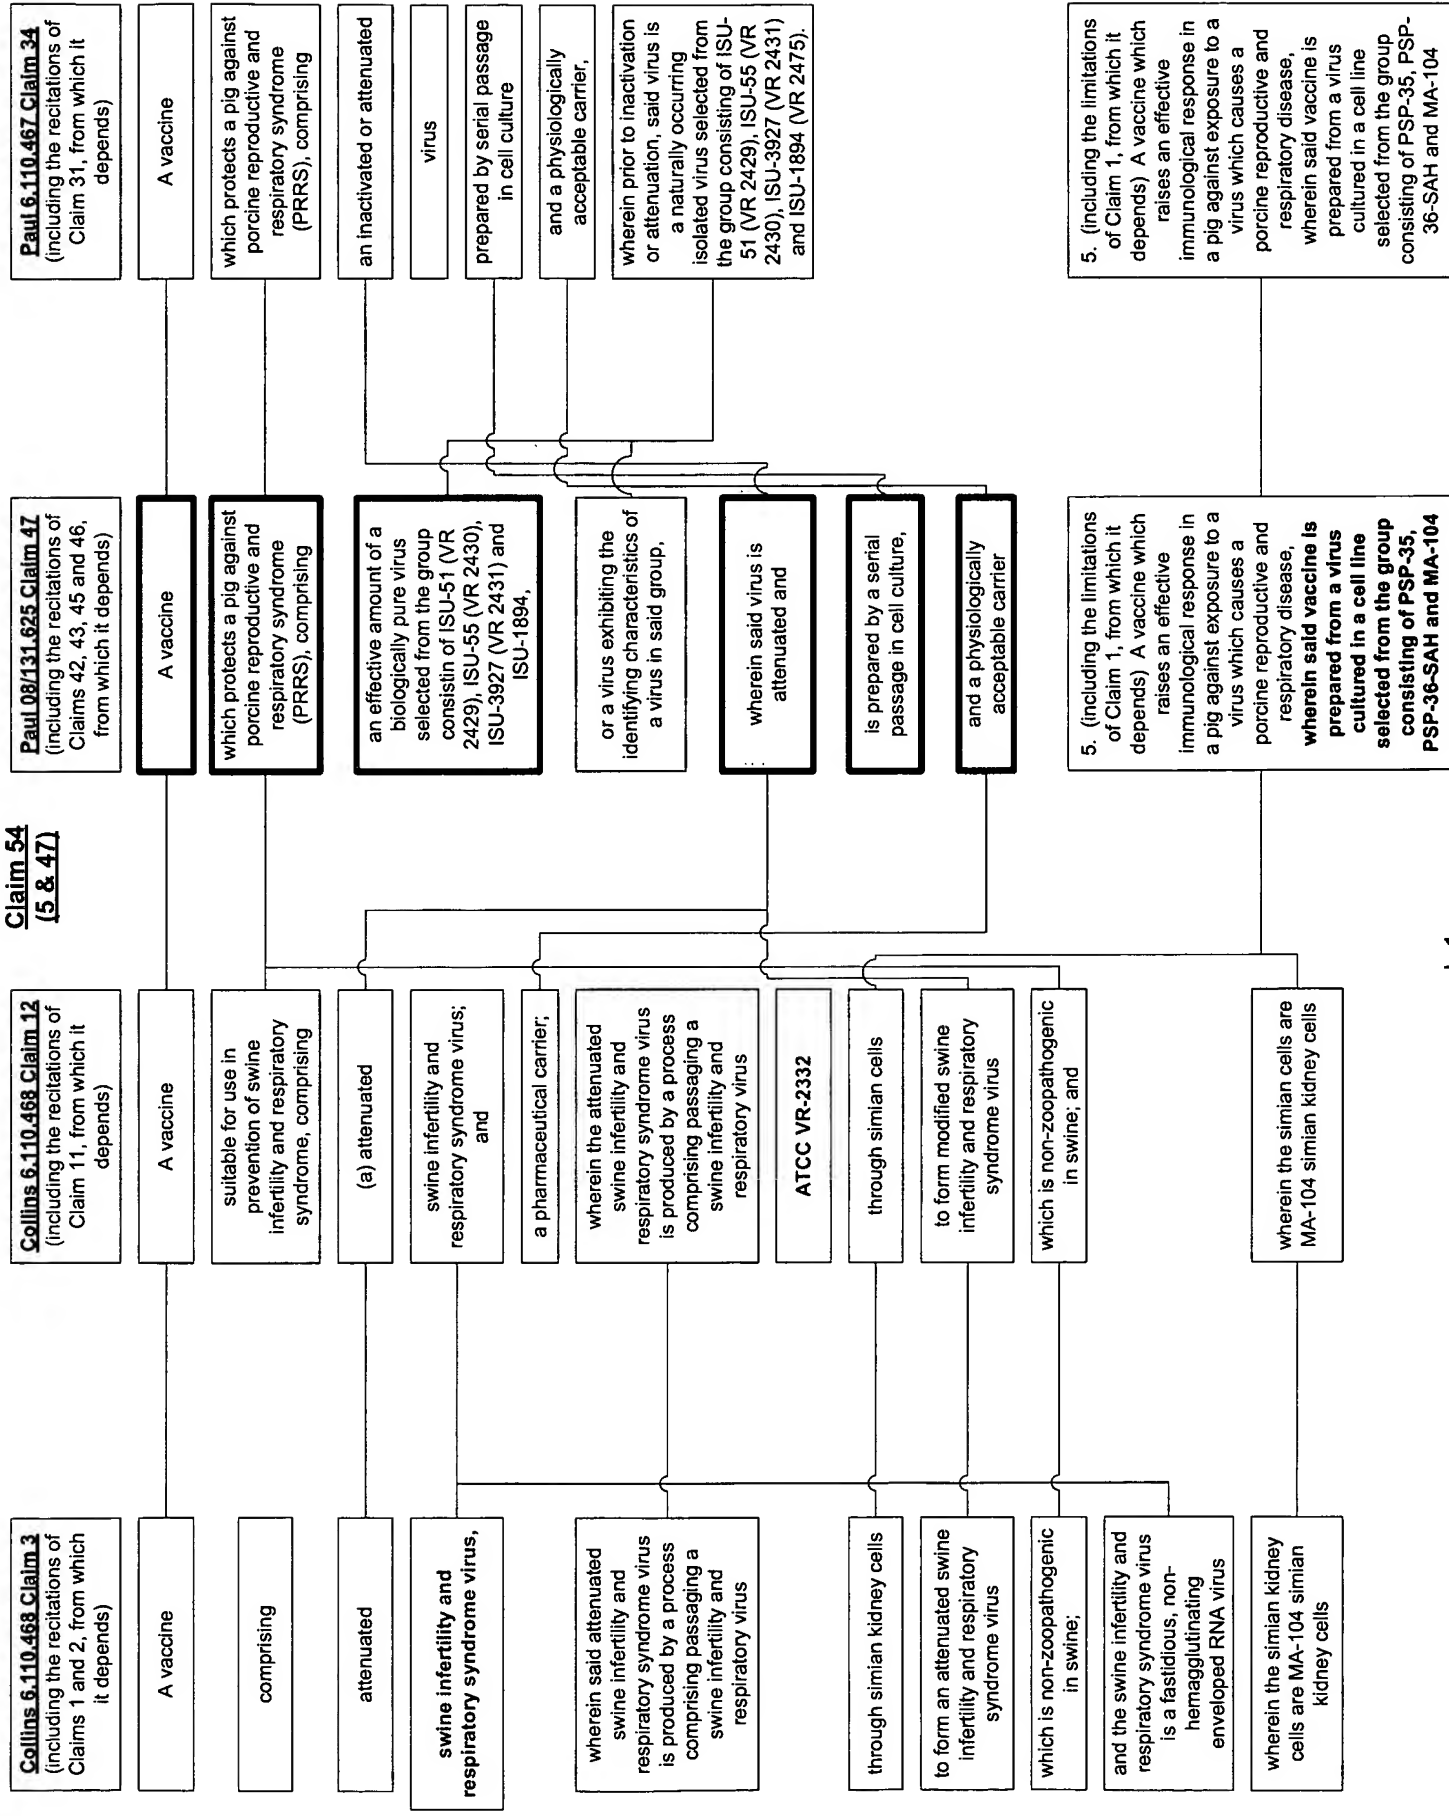 Claim 54
(5 & 47)
Collins 6.110.468 Claim 3
(including the recitations of
Claims 1 and 2, from which
it depends)
A vaccine
comprising
attenuated
swine infertility and
respiratory syndrome virus,
wherein said attenuated
swine infertility and
respiratory syndrome virus
is produced by a process
comprising passaging a
swine infertility and
respiratory virus
through simian kidney cells
to form an attenuated swine
infertility and respiratory
syndrome virus
which is non-zoopathogenic
in swine;
and the swine infertility and
respiratory syndrome virus
is a fastidious, non-
hemagglutinating
enveloped RNA virus
wherein the simian kidney
cells are MA-104 simian
kidney cells
Collins 6.110.468 Claim 12
(including the recitations of
Claim 11, from which it
depends)
A vaccine
suitable for use in
prevention of swine
infertility and respiratory
syndrome, comprising
(a) attenuated
swine infertility and
respiratory syndrome virus;
and
a pharmaceutical carrier;
wherein the attenuated
swine infertility and
respiratory syndrome virus
is produced by a process
comprising passaging a
swine infertility and
respiratory virus
ATCC VR-2332
through simian cells
to form modified swine
infertility and respiratory
syndrome virus
which is non-zoopathogenic
in swine; and
wherein the simian cells are
MA-104 simian kidney cells
Paul 08/131.625 Claim 47
(including the recitations of
Claims 42, 43, 45 and 46,
from which it depends)
A vaccine
which protects a pig against
porcine reproductive and
respiratory syndrome
(PRRS), comprising
an effective amount of a
biologically pure virus
selected from the group
consistin of ISU-51 (VR
2429), ISU-55 (VR 2430),
ISU-3927 (VR 2431) and
ISU-1894,
or a virus exhibiting the
identifying characteristics of
a virus in said group,
wherein said virus is
attenuated and
is prepared by a serial
passage in cell culture,
and a physiologically
acceptable carrier
5. (including the limitations
of Claim 1, from which it
depends) A vaccine which
raises an effective
immunological response in
a pig against exposure to a
virus which causes a
porcine reproductive and
respiratory disease,
wherein said vaccine is
prepared from a virus
cultured in a cell line
selected from the group
consisting of PSP-35,
PSP-36-SAH and MA-104
Paul 6.110.467 Claim 34
(including the recitations of
Claim 31, from which it
depends)
A vaccine
which protects a pig against
porcine reproductive and
respiratory syndrome
(PRRS), comprising
an inactivated or attenuated
virus
prepared by serial passage
in cell culture
and a physiologically
acceptable carrier,
wherein prior to inactivation
or attenuation, said virus is
a naturally occurring
isolated virus selected from
the group consisting of ISU-
51 (VR 2429), ISU-55 (VR
2430), ISU-3927 (VR 2431)
and ISU-1894 (VR 2475).
5. (including the limitations
of Claim 1, from which it
depends) A vaccine which
raises an effective
immunological response in
a pig against exposure to a
virus which causes a
porcine reproductive and
respiratory disease,
wherein said vaccine is
prepared from a virus
cultured in a cell line
selected from the group
consisting of PSP-35, PSP-
36-SAH and MA-104